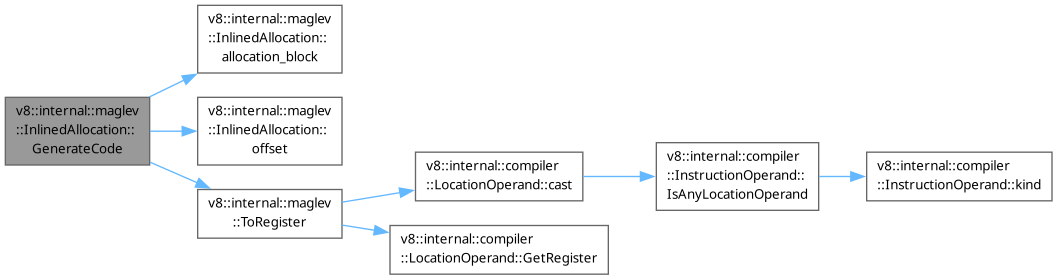 v8::internal::maglev
::InlinedAllocation::
GenerateCode
v8::internal::maglev
::InlinedAllocation::
allocation_block
v8::internal::maglev
::InlinedAllocation::
offset
v8::internal::maglev
::ToRegister
v8::internal::compiler
::LocationOperand::cast
v8::internal::compiler
::InstructionOperand::
IsAnyLocationOperand
v8::internal::compiler
::InstructionOperand::kind
v8::internal::compiler
::LocationOperand::GetRegister